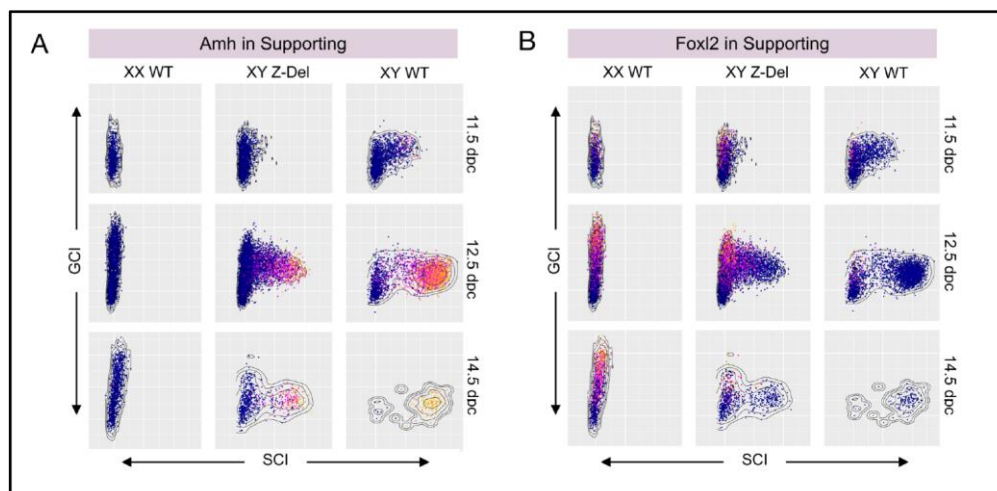 A
Amh in Supporting
XX WT
XY Z-Del
XY WT
11.5 dpc
12.5 dpc
14.5 dpc
GCI
SCI
B
Foxl2 in Supporting
XX WT
XY Z-Del
XY WT
11.5 dpc
12.5 dpc
14.5 dpc
GCI
SCI